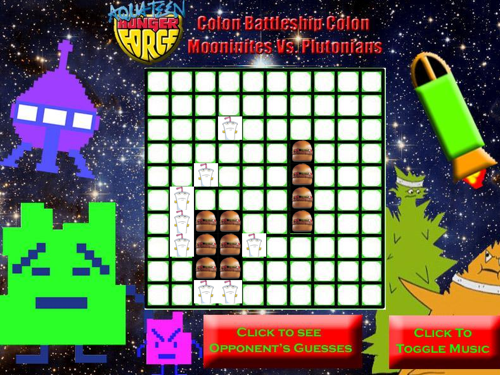 AQUA TEEN
HUNGER
FORCE
Colon Battleship Colon
Mooninites Vs. Plutonians
Click to see
Opponent's Guesses
Click To
Toggle Music